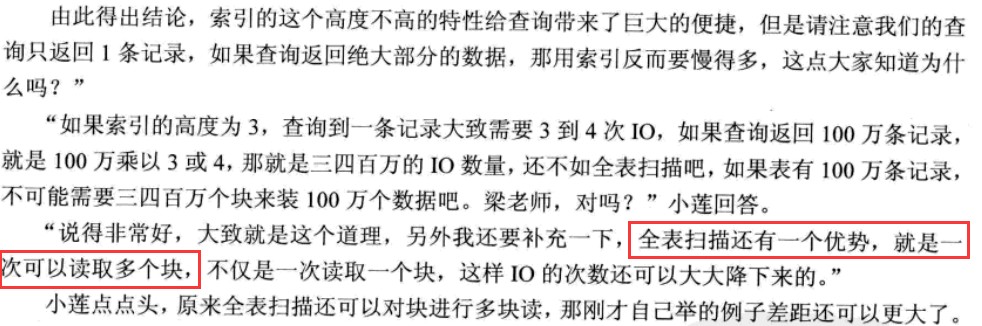 由此得出结论，索引的这个高度不高的特性给查询带来了巨大的便捷，但是请注意我们的查
询只返回 1 条记录，如果查询返回绝大部分的数据，那用索引反而要慢得多，这点大家知道为什
么吗？”
“如果索引的高度为 3，查询到一条记录大致需要 3 到 4 次 IO，如果查询返回 100 万条记录，
就是 100 万乘以 3 或 4，那就是三四百万的 IO 数量，还不如全表扫描吧，如果表有 100 万条记录，
不可能需要三四百万个块来装 100 万个数据吧。梁老师，对吗？”小莲回答。
“说得非常好，大致就是这个道理，另外我还要补充一下，全表扫描还有一个优势，就是一
次可以读取多个块，不仅是一次读取一个块，这样 IO 的次数还可以大大降下来的。”
小莲点点头，原来全表扫描还可以对块进行多块读，那刚才自己举的例子差距还可以更大了。